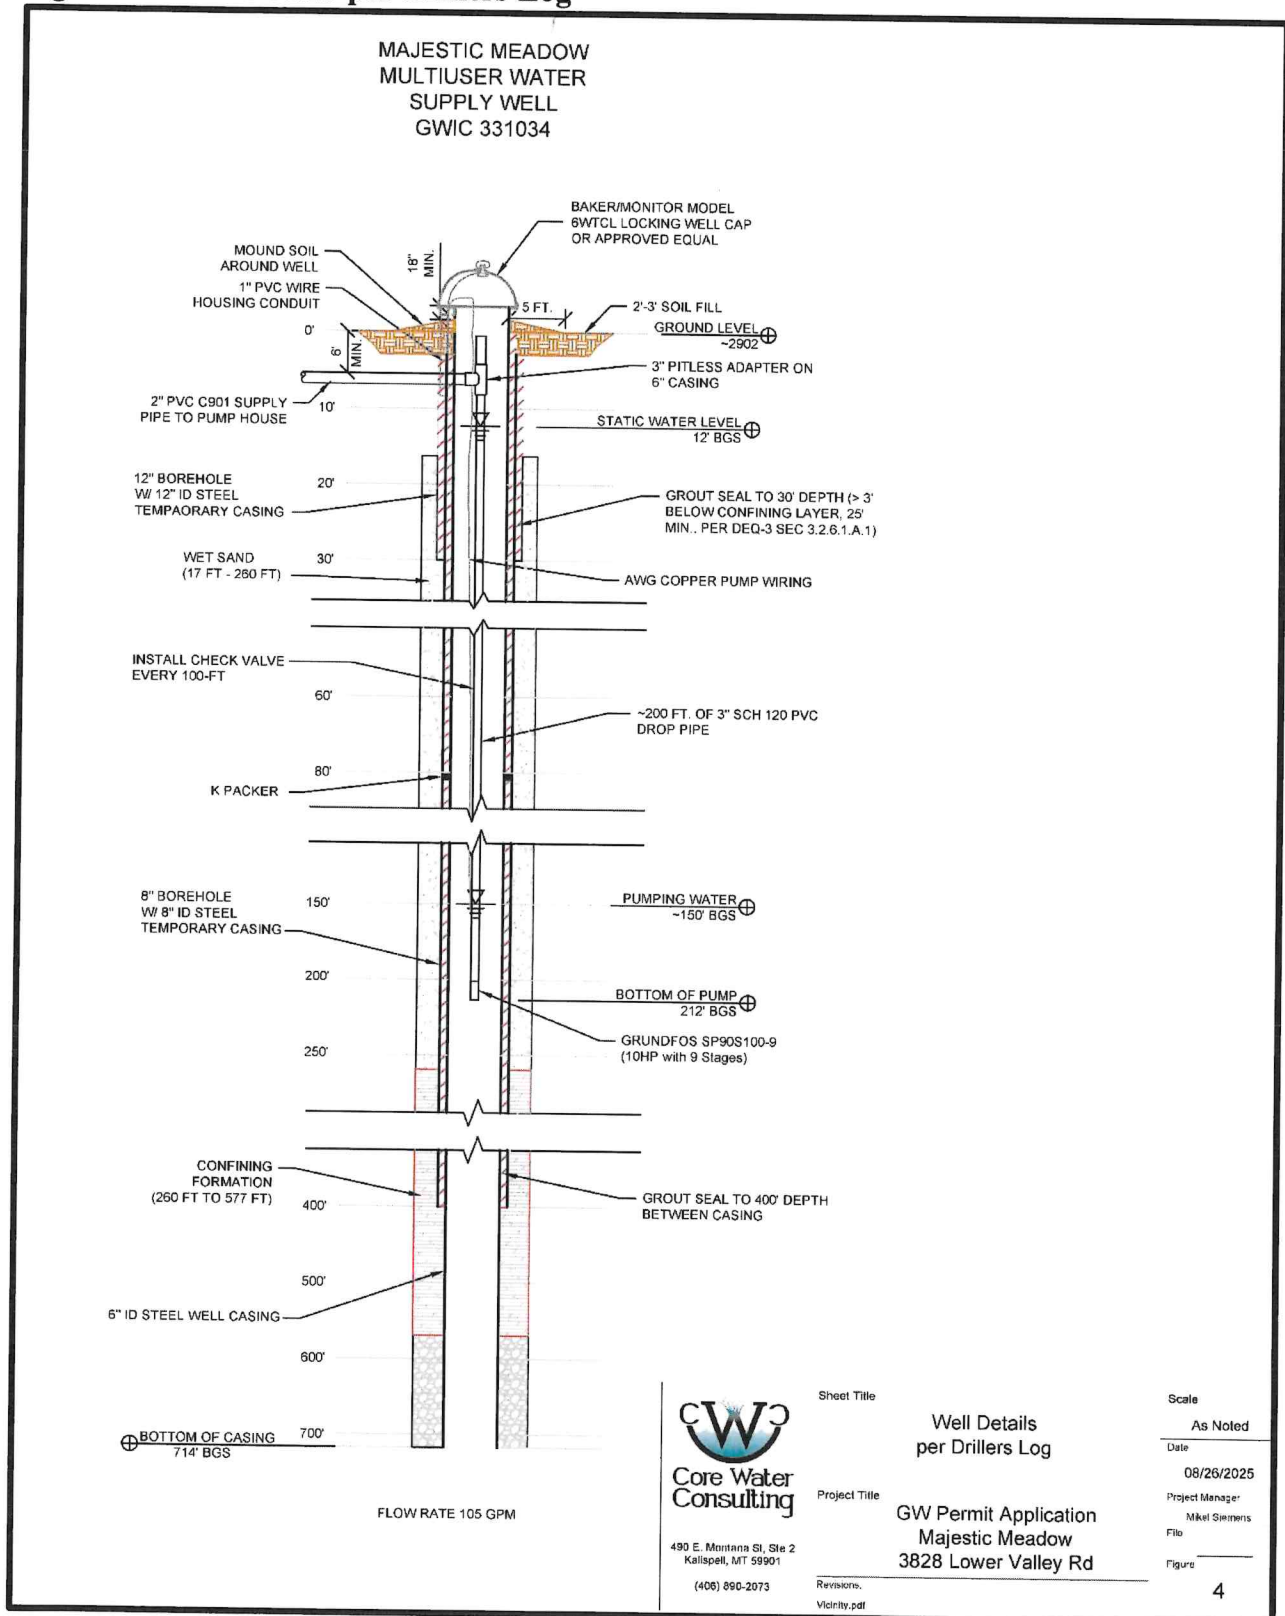 MAJESTIC MEADOW
MULTIUSER WATER
SUPPLY WELL
GWIC 331034
BAKER/MONITOR MODEL
6WTCL LOCKING WELL CAP
OR APPROVED EQUAL
MOUND SOIL
AROUND WELL
18"
MIN.
1" PVC WIRE
HOUSING CONDUIT
5 FT.
2'-3' SOIL FILL
0'
GROUND LEVEL
~2902
6'
MIN.
3" PITLESS ADAPTER ON
6" CASING
2" PVC C901 SUPPLY
PIPE TO PUMP HOUSE
10'
STATIC WATER LEVEL
12' BGS
12" BOREHOLE
W/ 12" ID STEEL
TEMPAORARY CASING
20'
GROUT SEAL TO 30' DEPTH (> 3'
BELOW CONFINING LAYER, 25'
MIN.. PER DEQ-3 SEC 3.2.6.1.A.1)
WET SAND
(17 FT - 260 FT)
30'
AWG COPPER PUMP WIRING
INSTALL CHECK VALVE
EVERY 100-FT
60'
~200 FT. OF 3" SCH 120 PVC
DROP PIPE
80'
K PACKER
8" BOREHOLE
W/ 8" ID STEEL
TEMPORARY CASING
150'
PUMPING WATER
~150' BGS
200'
BOTTOM OF PUMP
212' BGS
GRUNDFOS SP90S100-9
(10HP with 9 Stages)
250'
CONFINING
FORMATION
(260 FT TO 577 FT)
400'
GROUT SEAL TO 400' DEPTH
BETWEEN CASING
500'
6" ID STEEL WELL CASING
600'
700'
BOTTOM OF CASING
714' BGS
FLOW RATE 105 GPM
CWC
Core Water
Consulting
490 E. Montana St, Ste 2
Kalispell, MT 59901
(406) 890-2073
Sheet Title
Well Details
per Drillers Log
Project Title
GW Permit Application
Majestic Meadow
3828 Lower Valley Rd
Revisions.
Vicinity.pdf
Scale
As Noted
Date
08/26/2025
Project Manager
Mikel Siemens
File
Figure
4